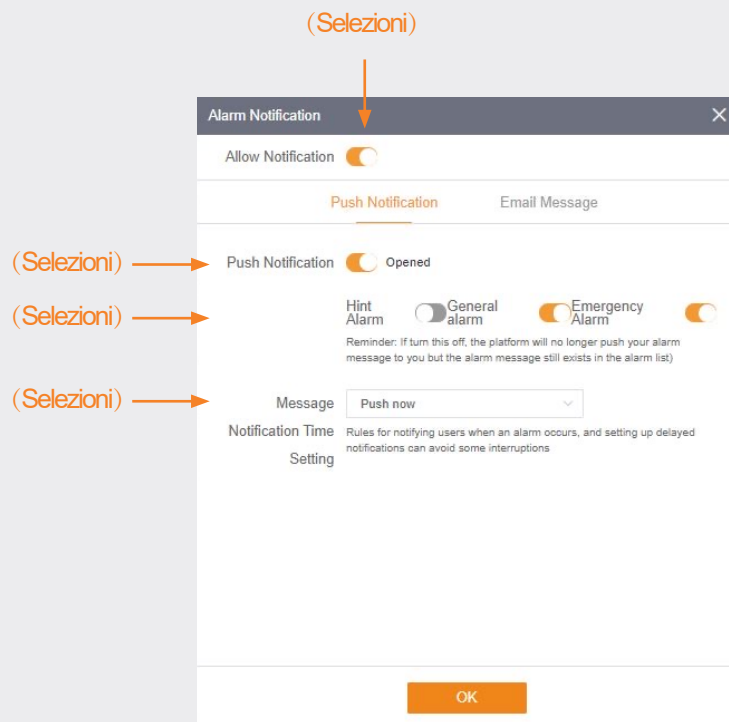 (Selezioni)
Alarm Notification
Allow Notification
Push Notification Email Message
(Selezioni) Push Notification Opened
(Selezioni) Hint Alarm General alarm Emergency Alarm
Reminder: If turn this off, the platform will no longer push your alarm
message to you but the alarm message still exists in the alarm list)
(Selezioni) Message Push now
Notification Time Rules for notifying users when an alarm occurs, and setting up delayed
Setting notifications can avoid some interruptions
OK